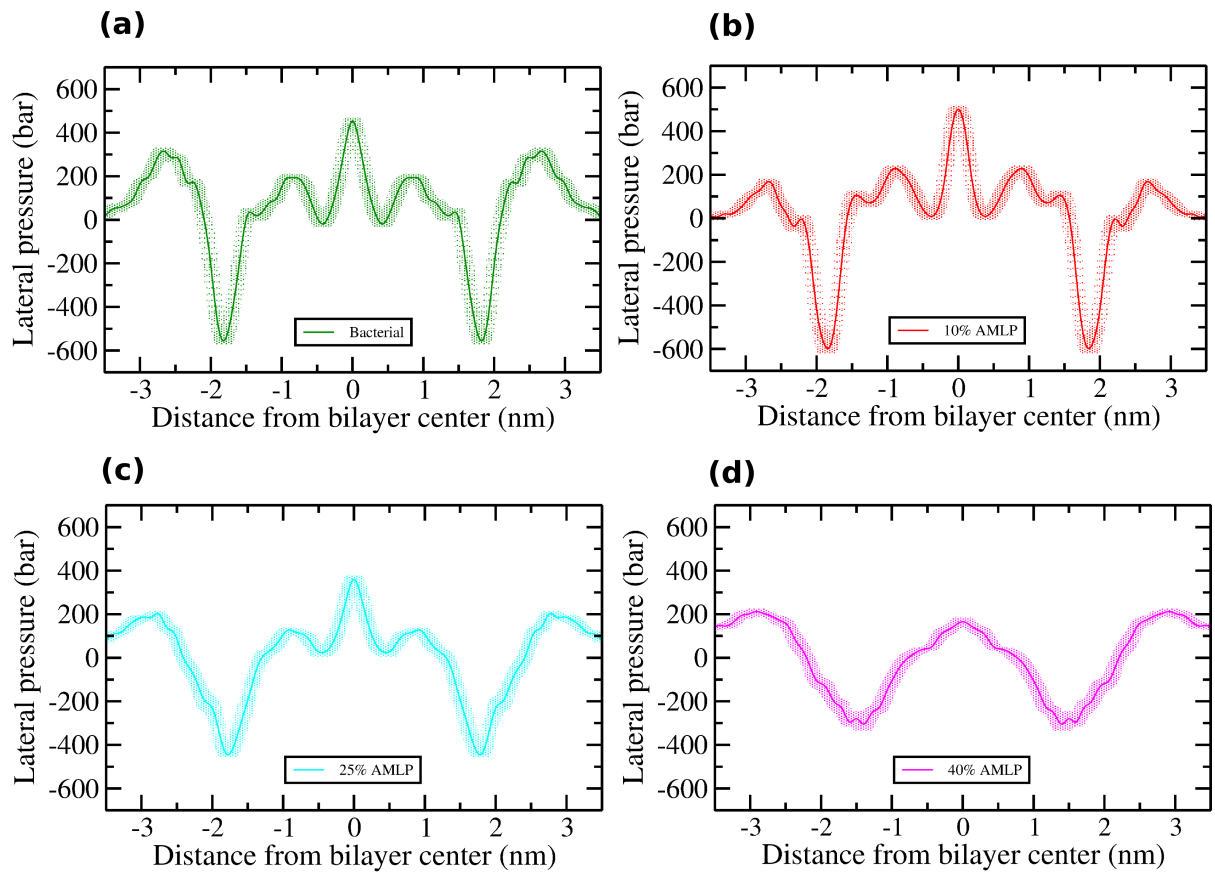 (a)
600
400
200
0
-200
-400
-600
Lateral pressure (bar)
Bacterial
-3 -2 -1 0 1 2 3
Distance from bilayer center (nm)
(b)
600
400
200
0
-200
-400
-600
Lateral pressure (bar)
10% AMLP
-3 -2 -1 0 1 2 3
Distance from bilayer center (nm)
(c)
600
400
200
0
-200
-400
-600
Lateral pressure (bar)
25% AMLP
-3 -2 -1 0 1 2 3
Distance from bilayer center (nm)
(d)
600
400
200
0
-200
-400
-600
Lateral pressure (bar)
40% AMLP
-3 -2 -1 0 1 2 3
Distance from bilayer center (nm)